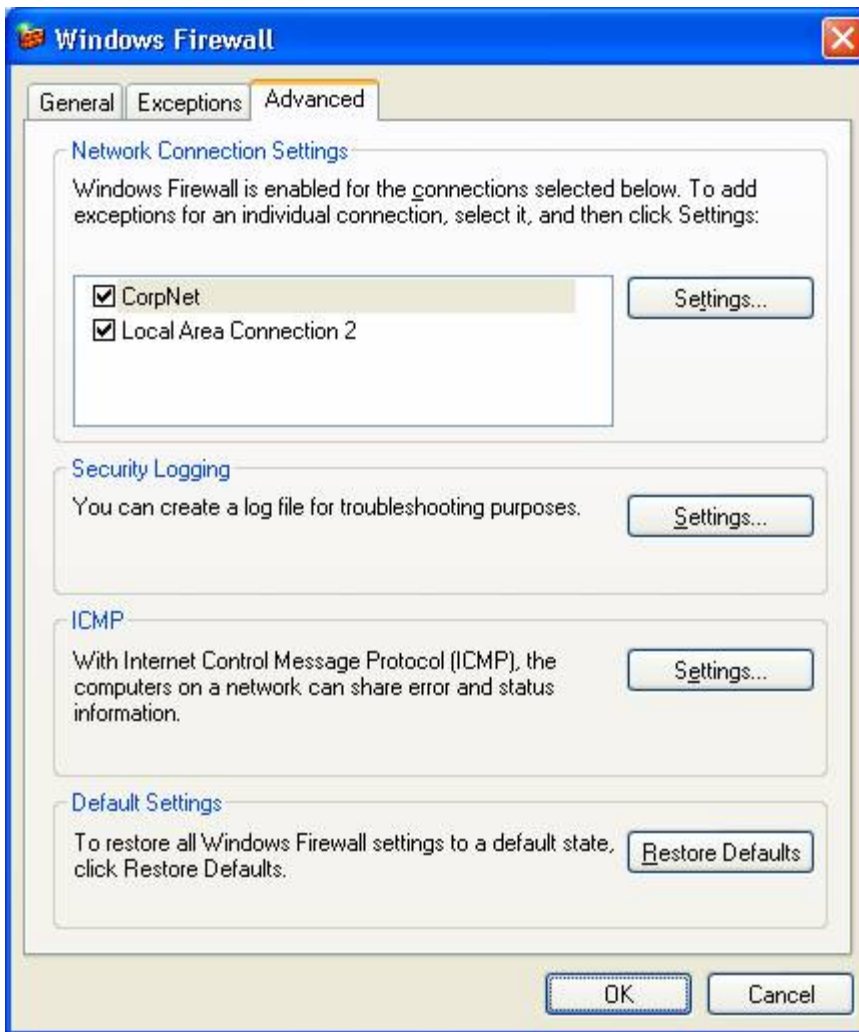 Windows Firewall
General Exceptions Advanced
Network Connection Settings
Windows Firewall is enabled for the connections selected below. To add
exceptions for an individual connection, select it, and then click Settings:
CorpNet
Settings...
Local Area Connection 2
Security Logging
You can create a log file for troubleshooting purposes.
Settings...
ICMP
With Internet Control Message Protocol (ICMP), the
computers on a network can share error and status
information.
Settings...
Default Settings
To restore all Windows Firewall settings to a default state,
click Restore Defaults.
Restore Defaults
OK Cancel